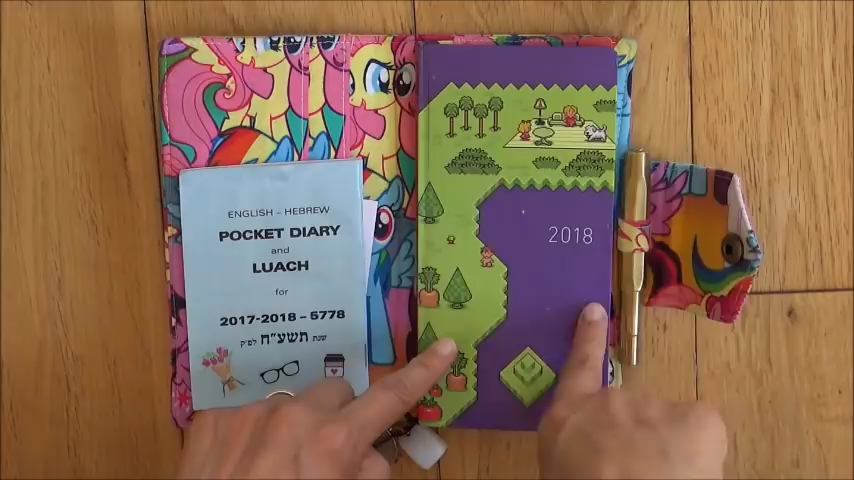 ENGLISH – HEBREW
POCKET DIARY
and
LUACH
for
2017-2018 – 5778
שנת תשע״ח לפ״ק
2018